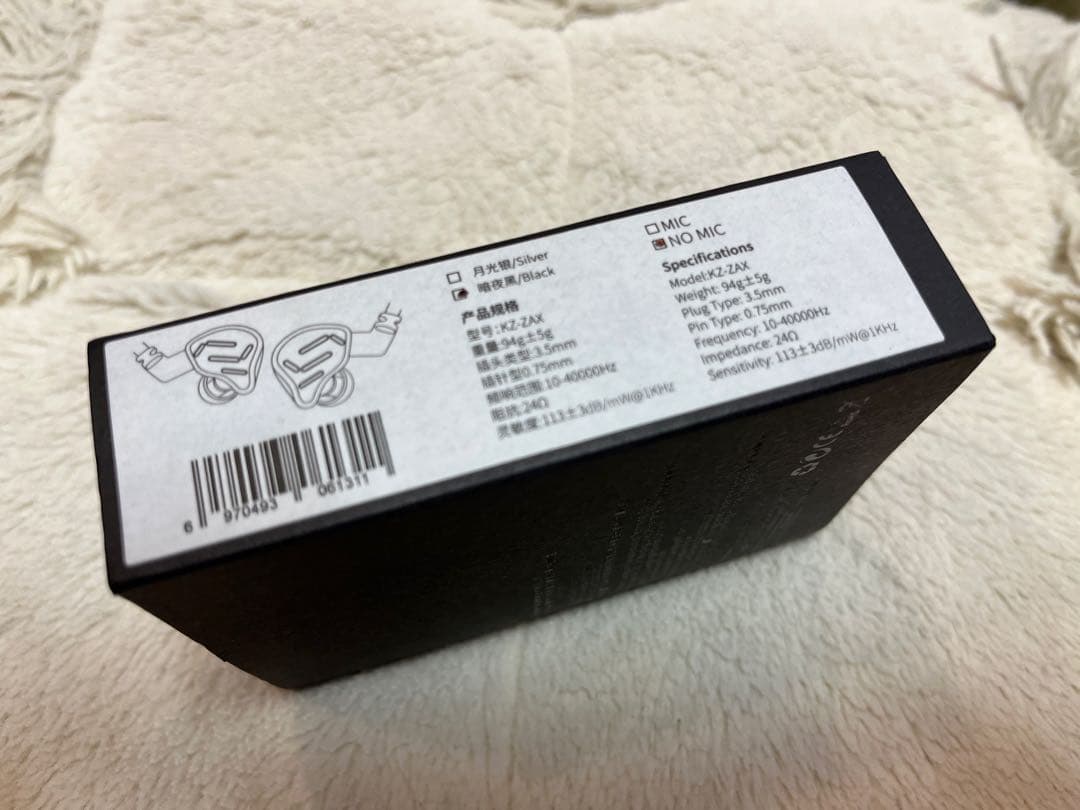 月光银/Silver
暗夜黑/Black
产品规格
型号:KZ-ZAX
重量:94g±5g
插头类型:3.5mm
插针型0.75mm
频响范围:10-40000Hz
阻抗:24Ω
灵敏度:113±3dB/mW@1KHz
MIC
NO MIC
Specifications
Model:KZ-ZAX
Weight: 94g±5g
Plug Type: 3.5mm
Pin Type: 0.75mm
Frequency: 10-40000Hz
Impedance: 24Ω
Sensitivity: 113±3dB/mW@1KHz
6 970493 061311
CE